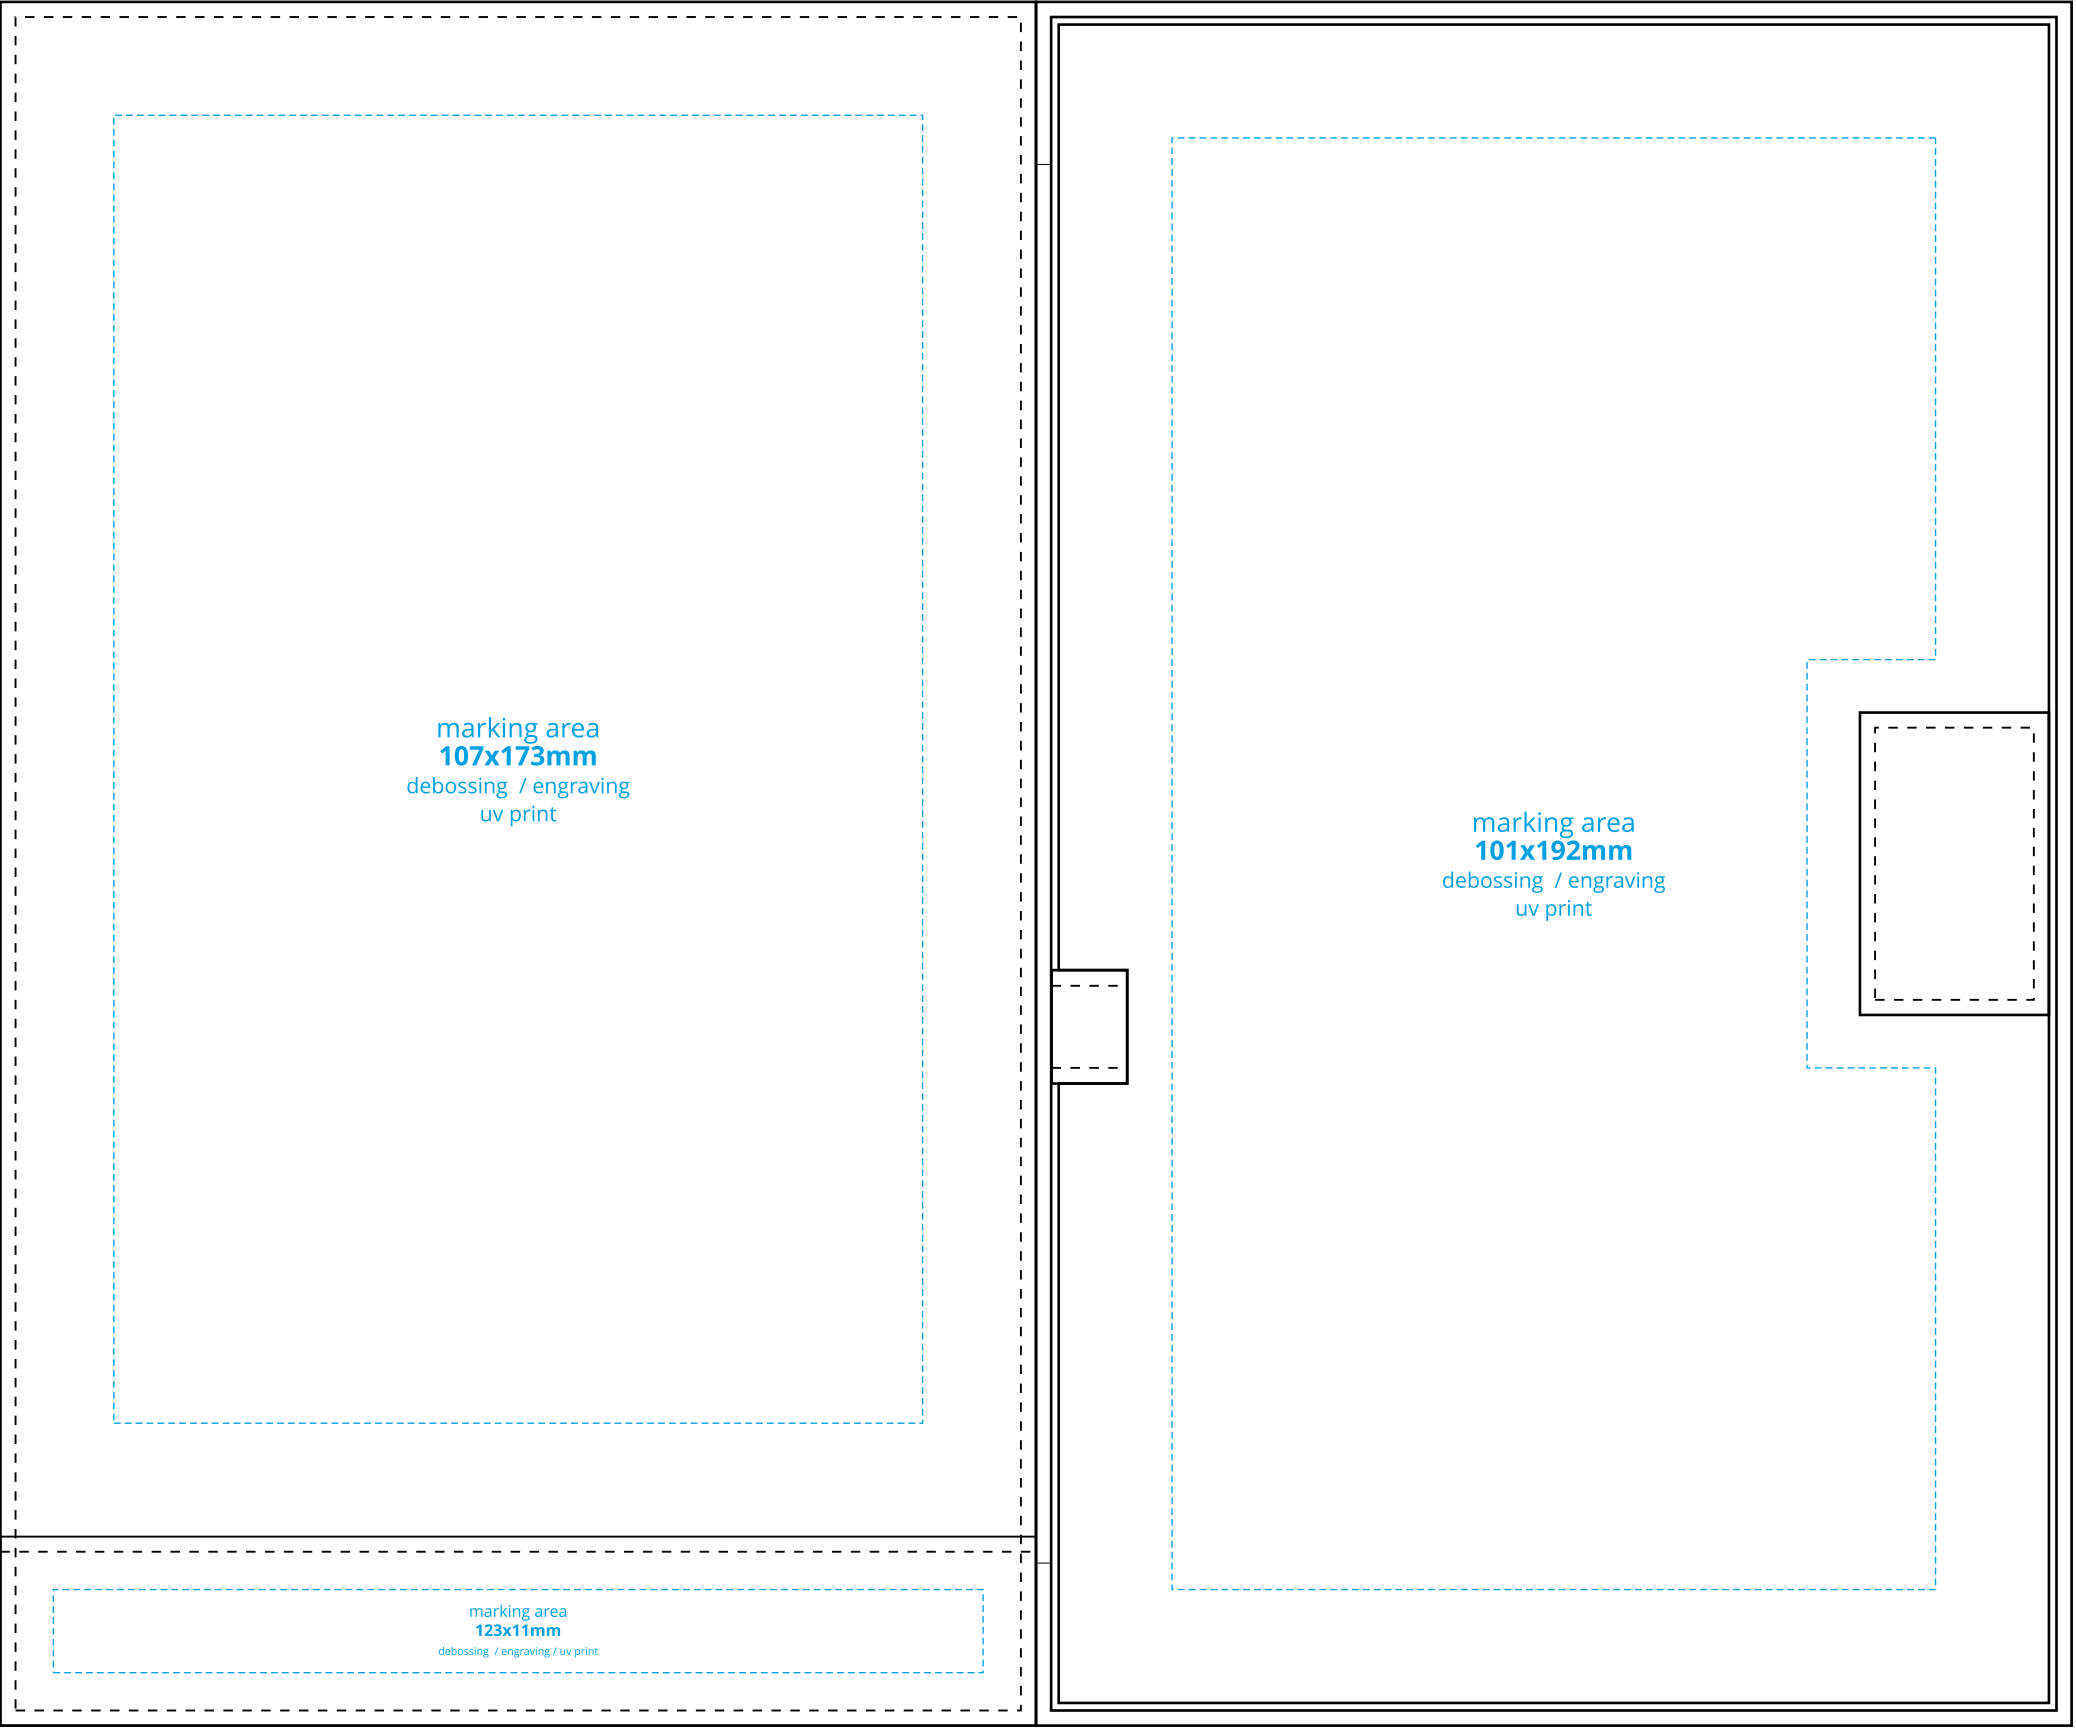 marking area
107x173mm
debossing / engraving
uv print
marking area
101x192mm
debossing / engraving
uv print
marking area
123x11mm
debossing / engraving / uv print